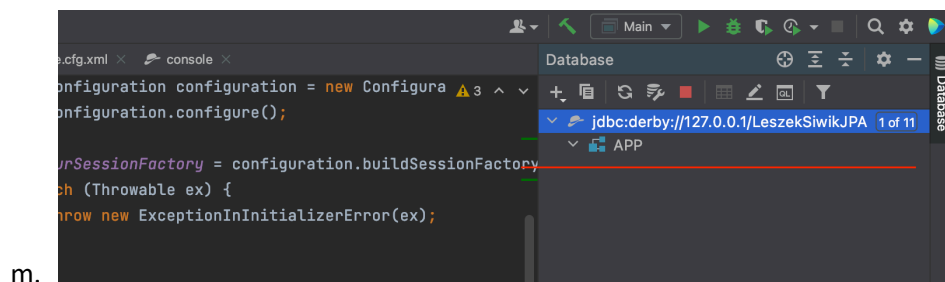 Main
e.cfg.xml
console
Database
onfiguration configuration = new Configura
3
onfiguration.configure();
jdbc:derby://127.0.0.1/LeszekSiwikJPA
1 of 11
Database
APP
urSessionFactory = configuration.buildSessionFactory
ch (Throwable ex) {
hrow new ExceptionInInitializerError(ex);
m.